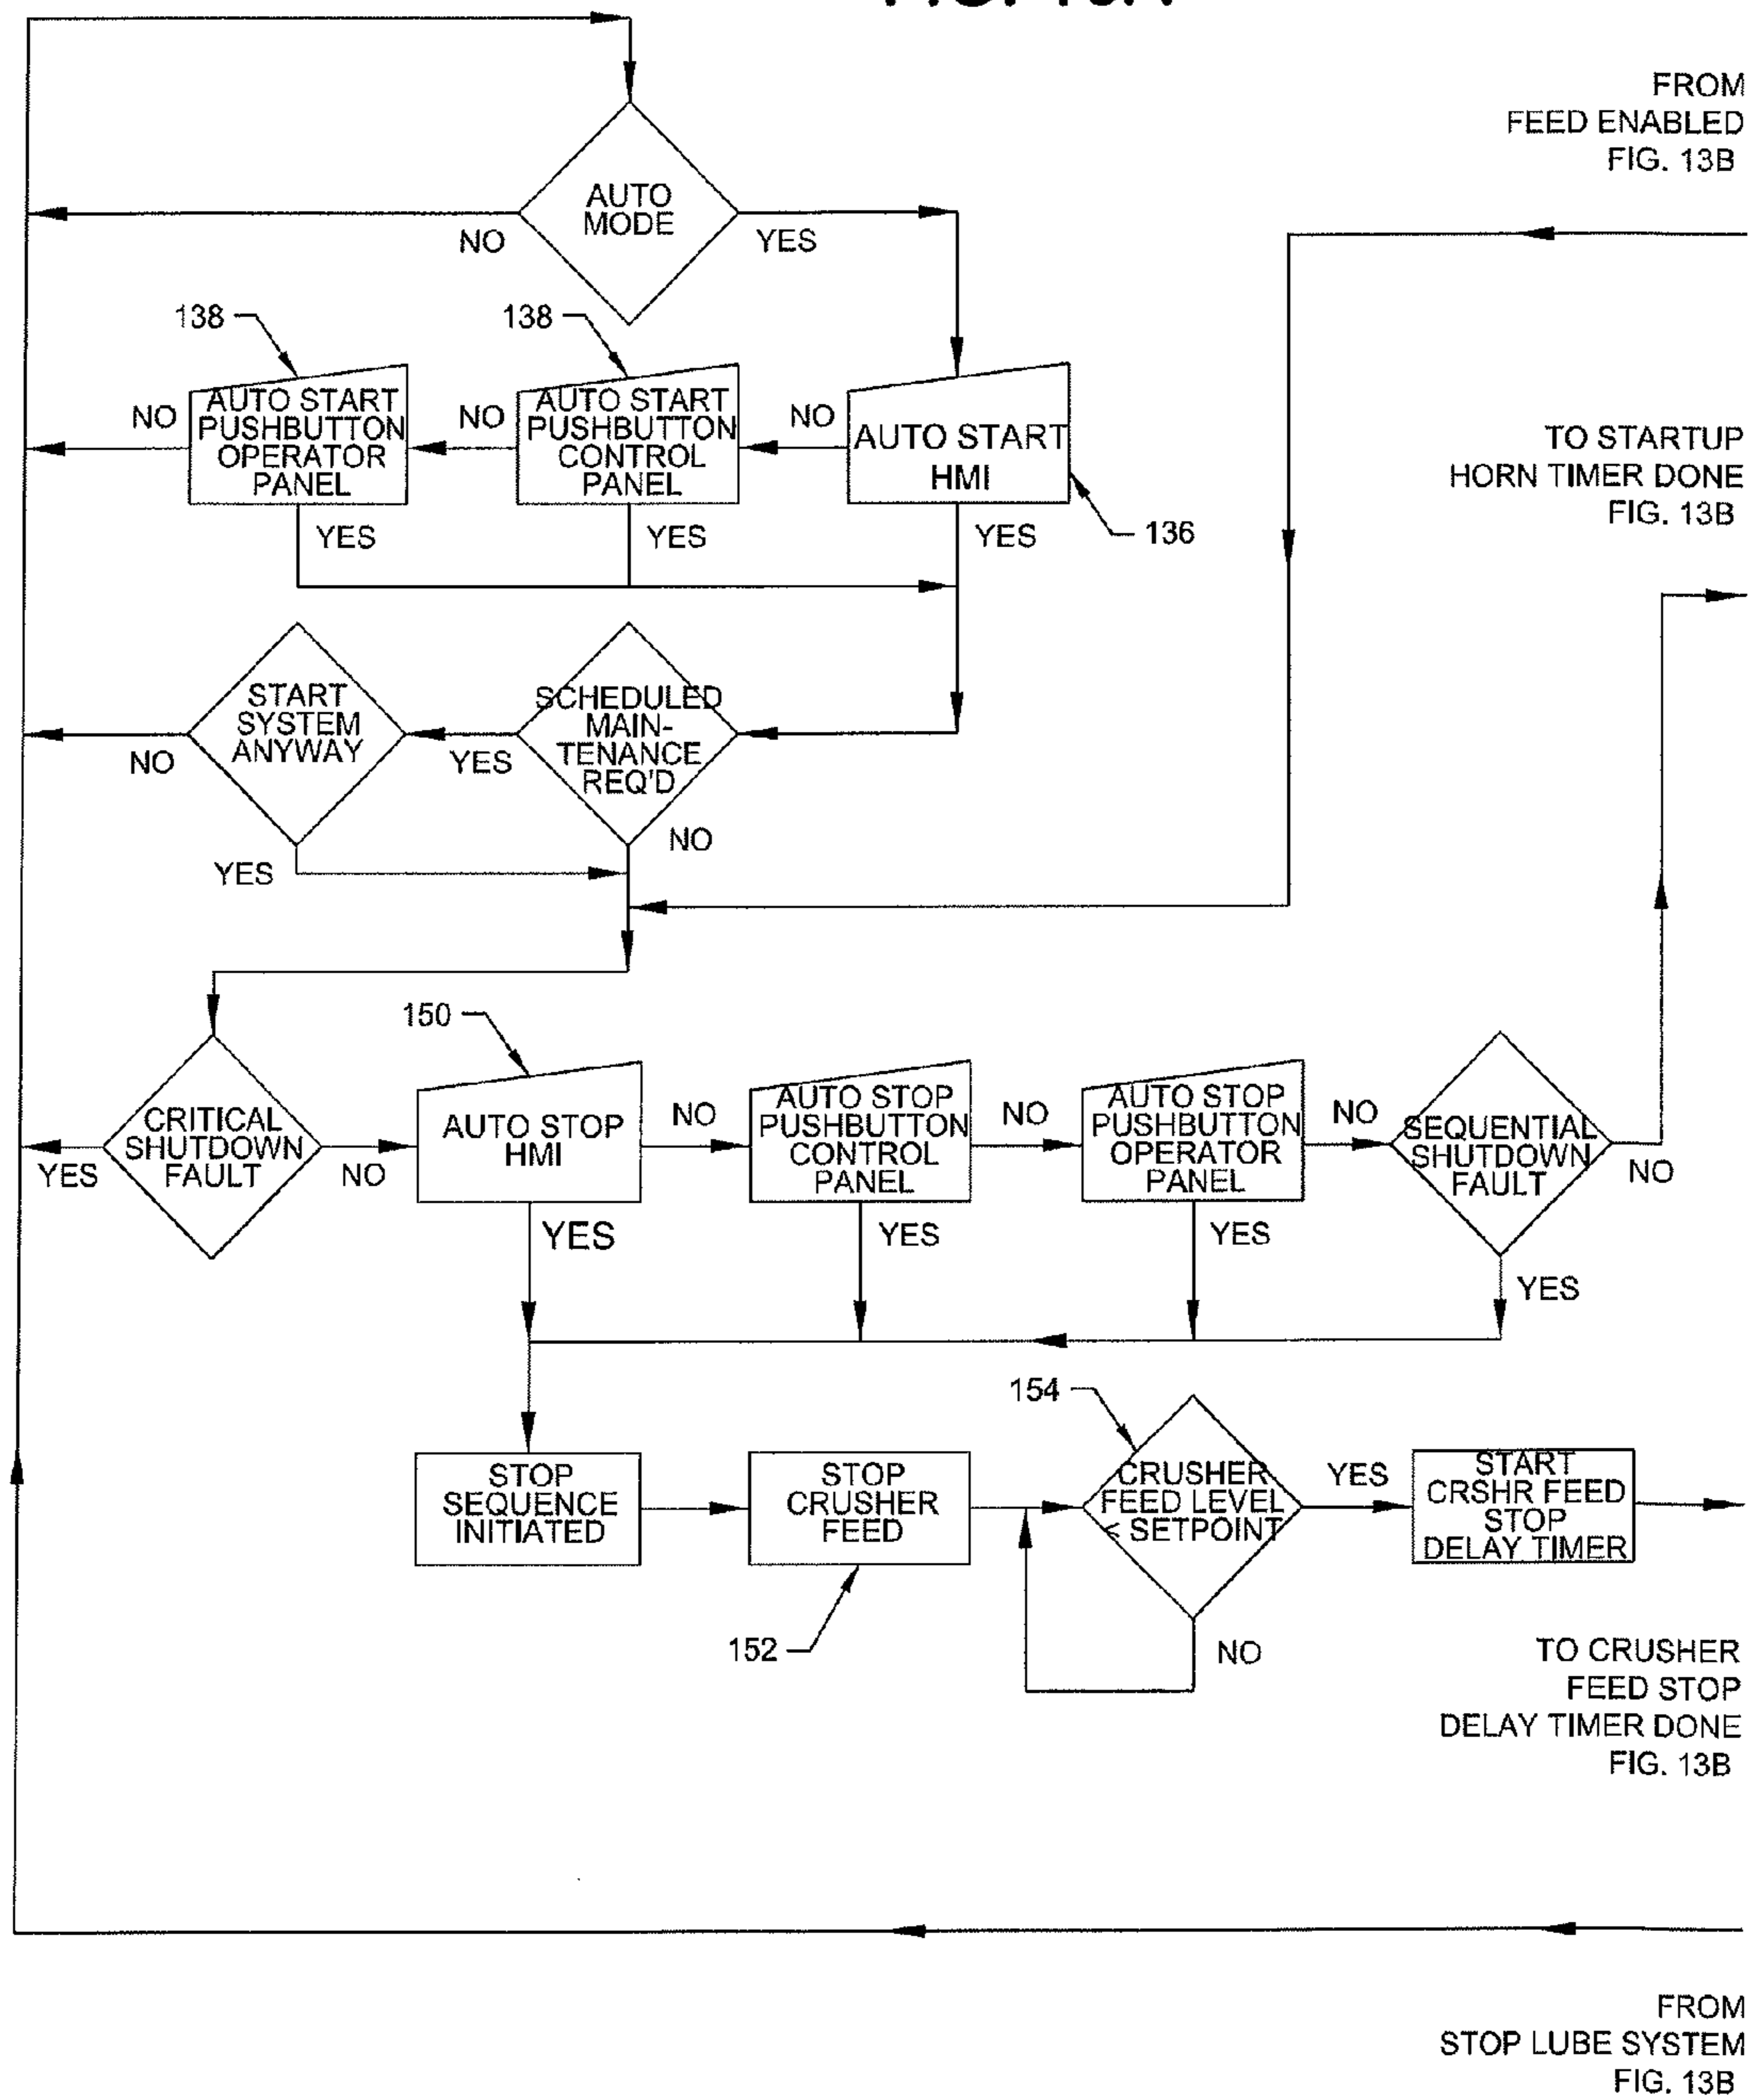 FROM
FEED ENABLED
FIG. 13B
AUTO
MODE
NO
YES
138
138
AUTO START
PUSHBUTTON
OPERATOR
PANEL
NO
AUTO START
PUSHBUTTON
CONTROL
PANEL
NO
AUTO START
HMI
NO
136
YES
YES
YES
TO STARTUP
HORN TIMER DONE
FIG. 13B
START
SYSTEM
ANYWAY
NO
YES
SCHEDULED
MAIN-
TENANCE
REQ'D
YES
NO
CRITICAL
SHUTDOWN
FAULT
YES
NO
150
AUTO STOP
HMI
NO
YES
AUTO STOP
PUSHBUTTON
CONTROL
PANEL
NO
YES
AUTO STOP
PUSHBUTTON
OPERATOR
PANEL
NO
YES
SEQUENTIAL
SHUTDOWN
FAULT
NO
YES
STOP
SEQUENCE
INITIATED
STOP
CRUSHER
FEED
152
154
CRUSHER
FEED LEVEL
< SETPOINT
YES
NO
START
CRSHR FEED
STOP
DELAY TIMER
TO CRUSHER
FEED STOP
DELAY TIMER DONE
FIG. 13B
FROM
STOP LUBE SYSTEM
FIG. 13B